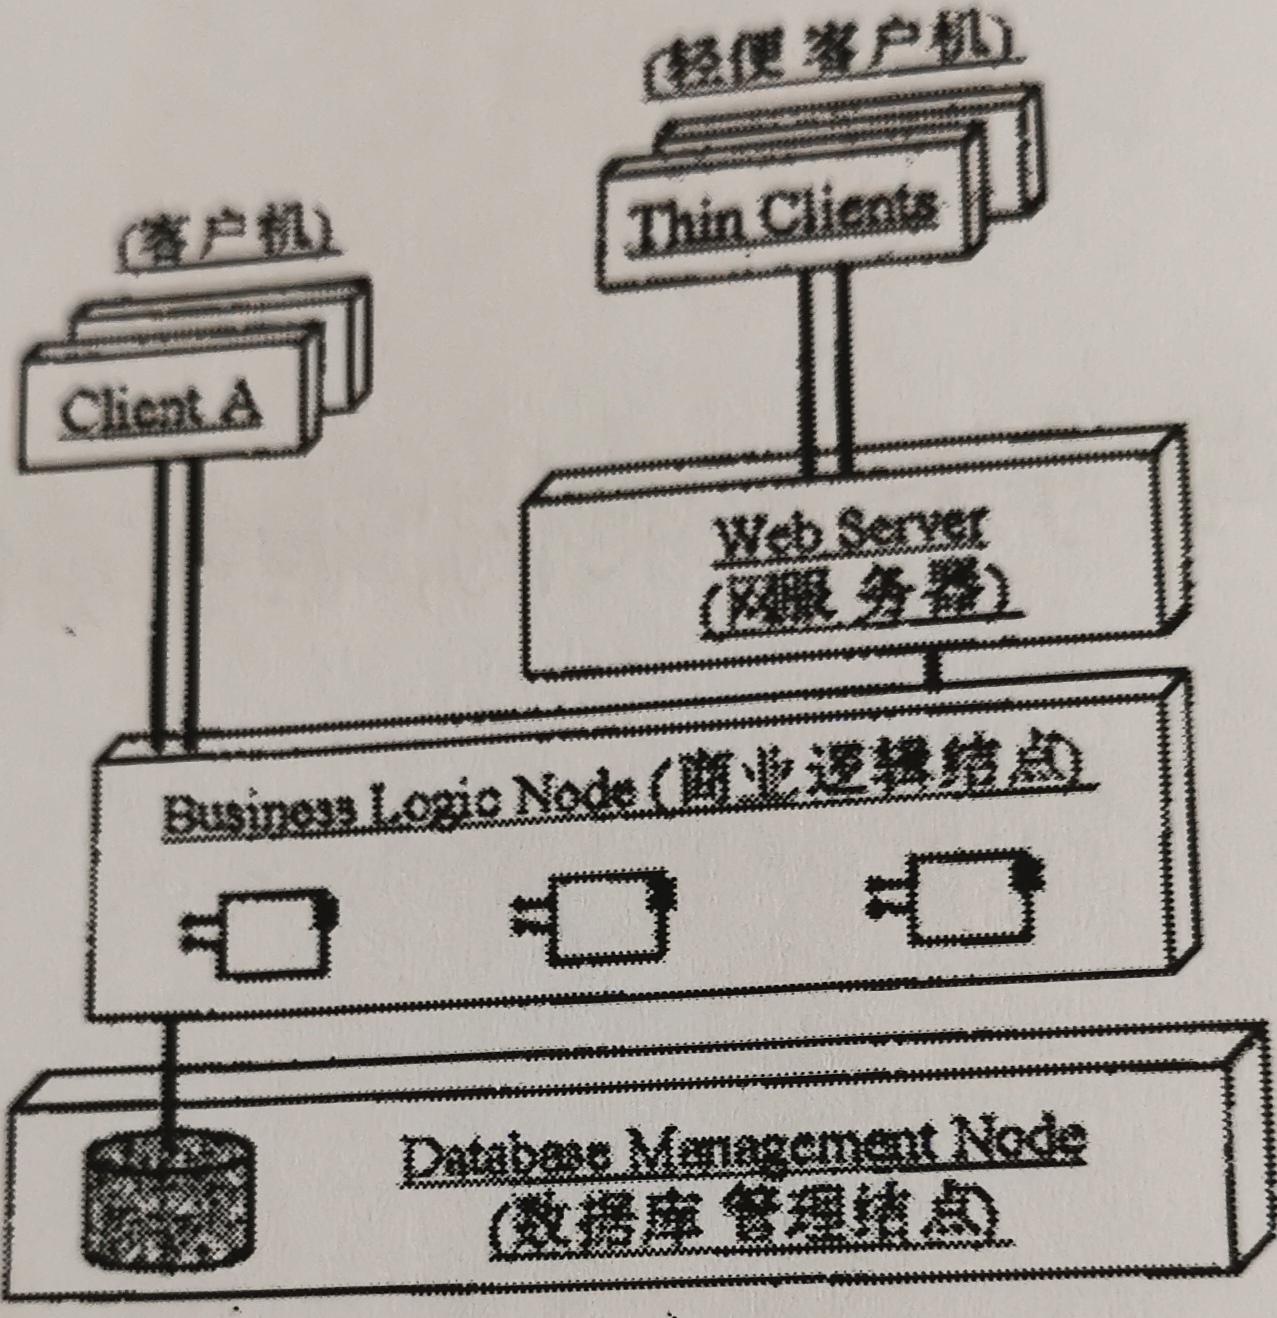 (轻便客户机)
Thin Clients
(客户机)
Client A
Web Server
(网服务器)
Business Logic Node (商业逻辑结点)
Database Management Node
(数据库管理结点)